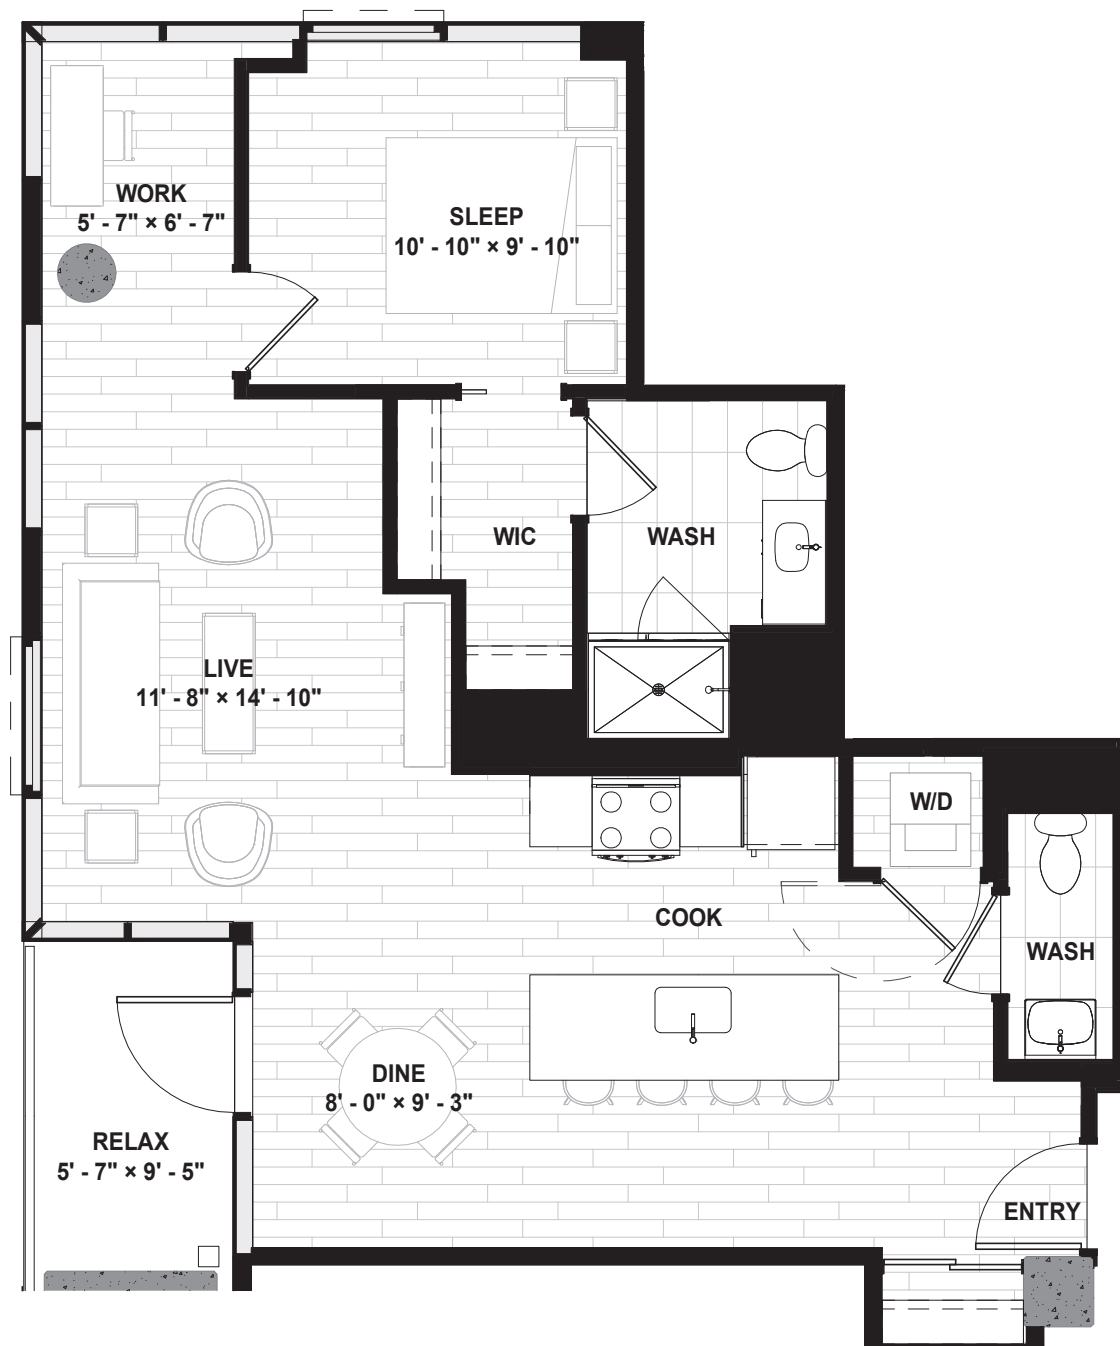 WORK
5' - 7" × 6' - 7"
SLEEP
10' - 10" × 9' - 10"
WIC
WASH
LIVE
11' - 8" × 14' - 10"
W/D
COOK
WASH
DINE
8' - 0" × 9' - 3"
RELAX
5' - 7" × 9' - 5"
ENTRY